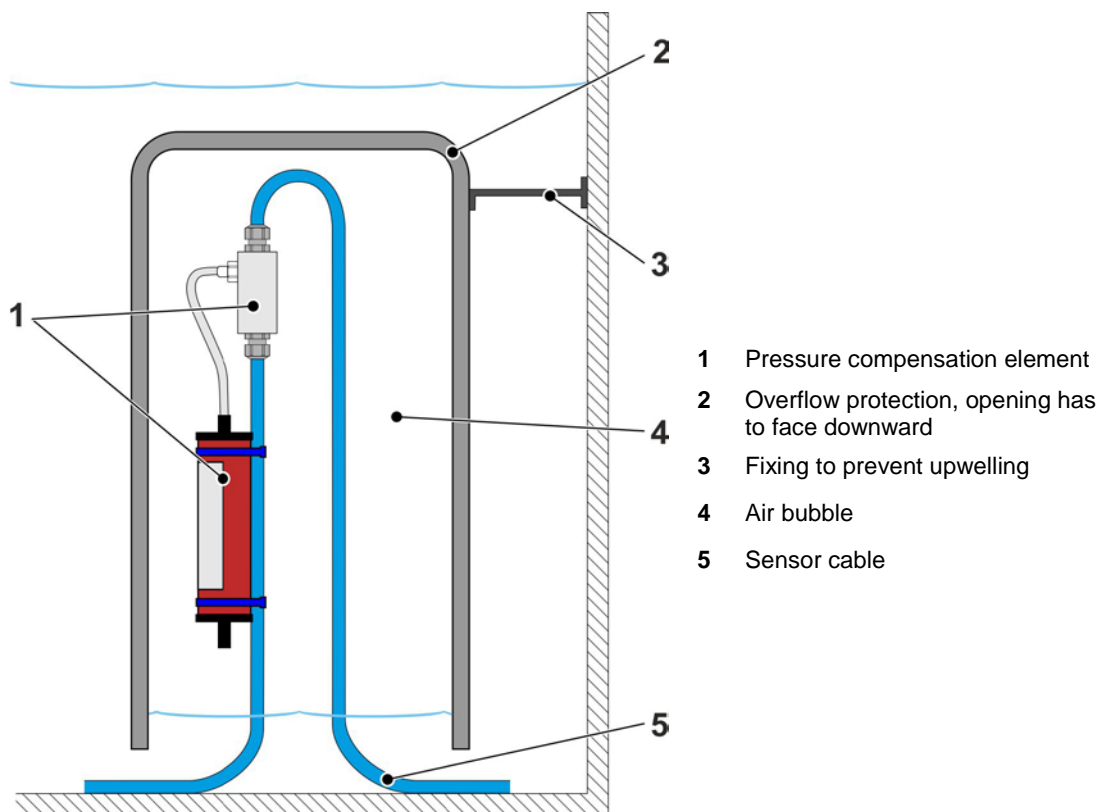 2
3
1
4
5
1 Pressure compensation element
2 Overflow protection, opening has
to face downward
3 Fixing to prevent upwelling
4 Air bubble
5 Sensor cable